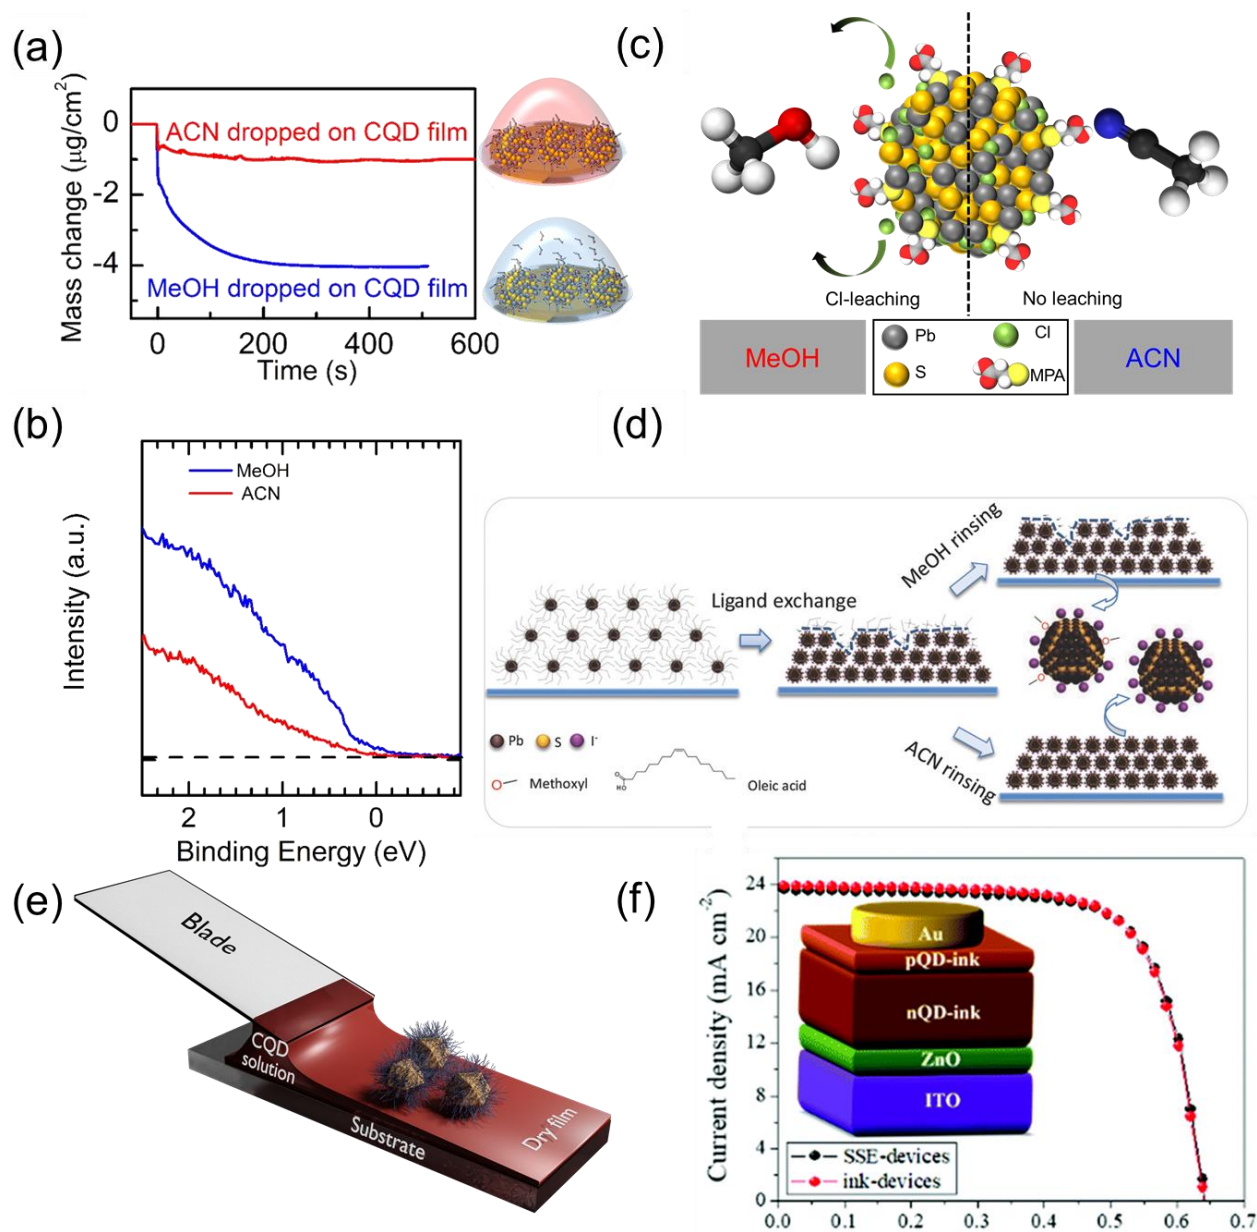 (a)
Mass change (µg/cm²)
0
-2
-4
ACN dropped on CQD film
MeOH dropped on CQD film
0
200
400
600
Time (s)
(c)
Cl-leaching
No leaching
MeOH
Pb
Cl
S
MPA
ACN
(b)
Intensity (a.u.)
MeOH
ACN
2
1
0
Binding Energy (eV)
(d)
Ligand exchange
MeOH rinsing
ACN rinsing
Pb
S
I⁻
O
Methoxyl
O
HO
Oleic acid
O
O
O
(e)
Blade
CQD
solution
Substrate
Dry film
(f)
Current density (mA cm⁻²)
24
20
16
12
8
4
0
Au
pQD-ink
nQD-ink
ZnO
ITO
SSE-devices
ink-devices
0.0
0.1
0.2
0.3
0.4
0.5
0.6
0.7